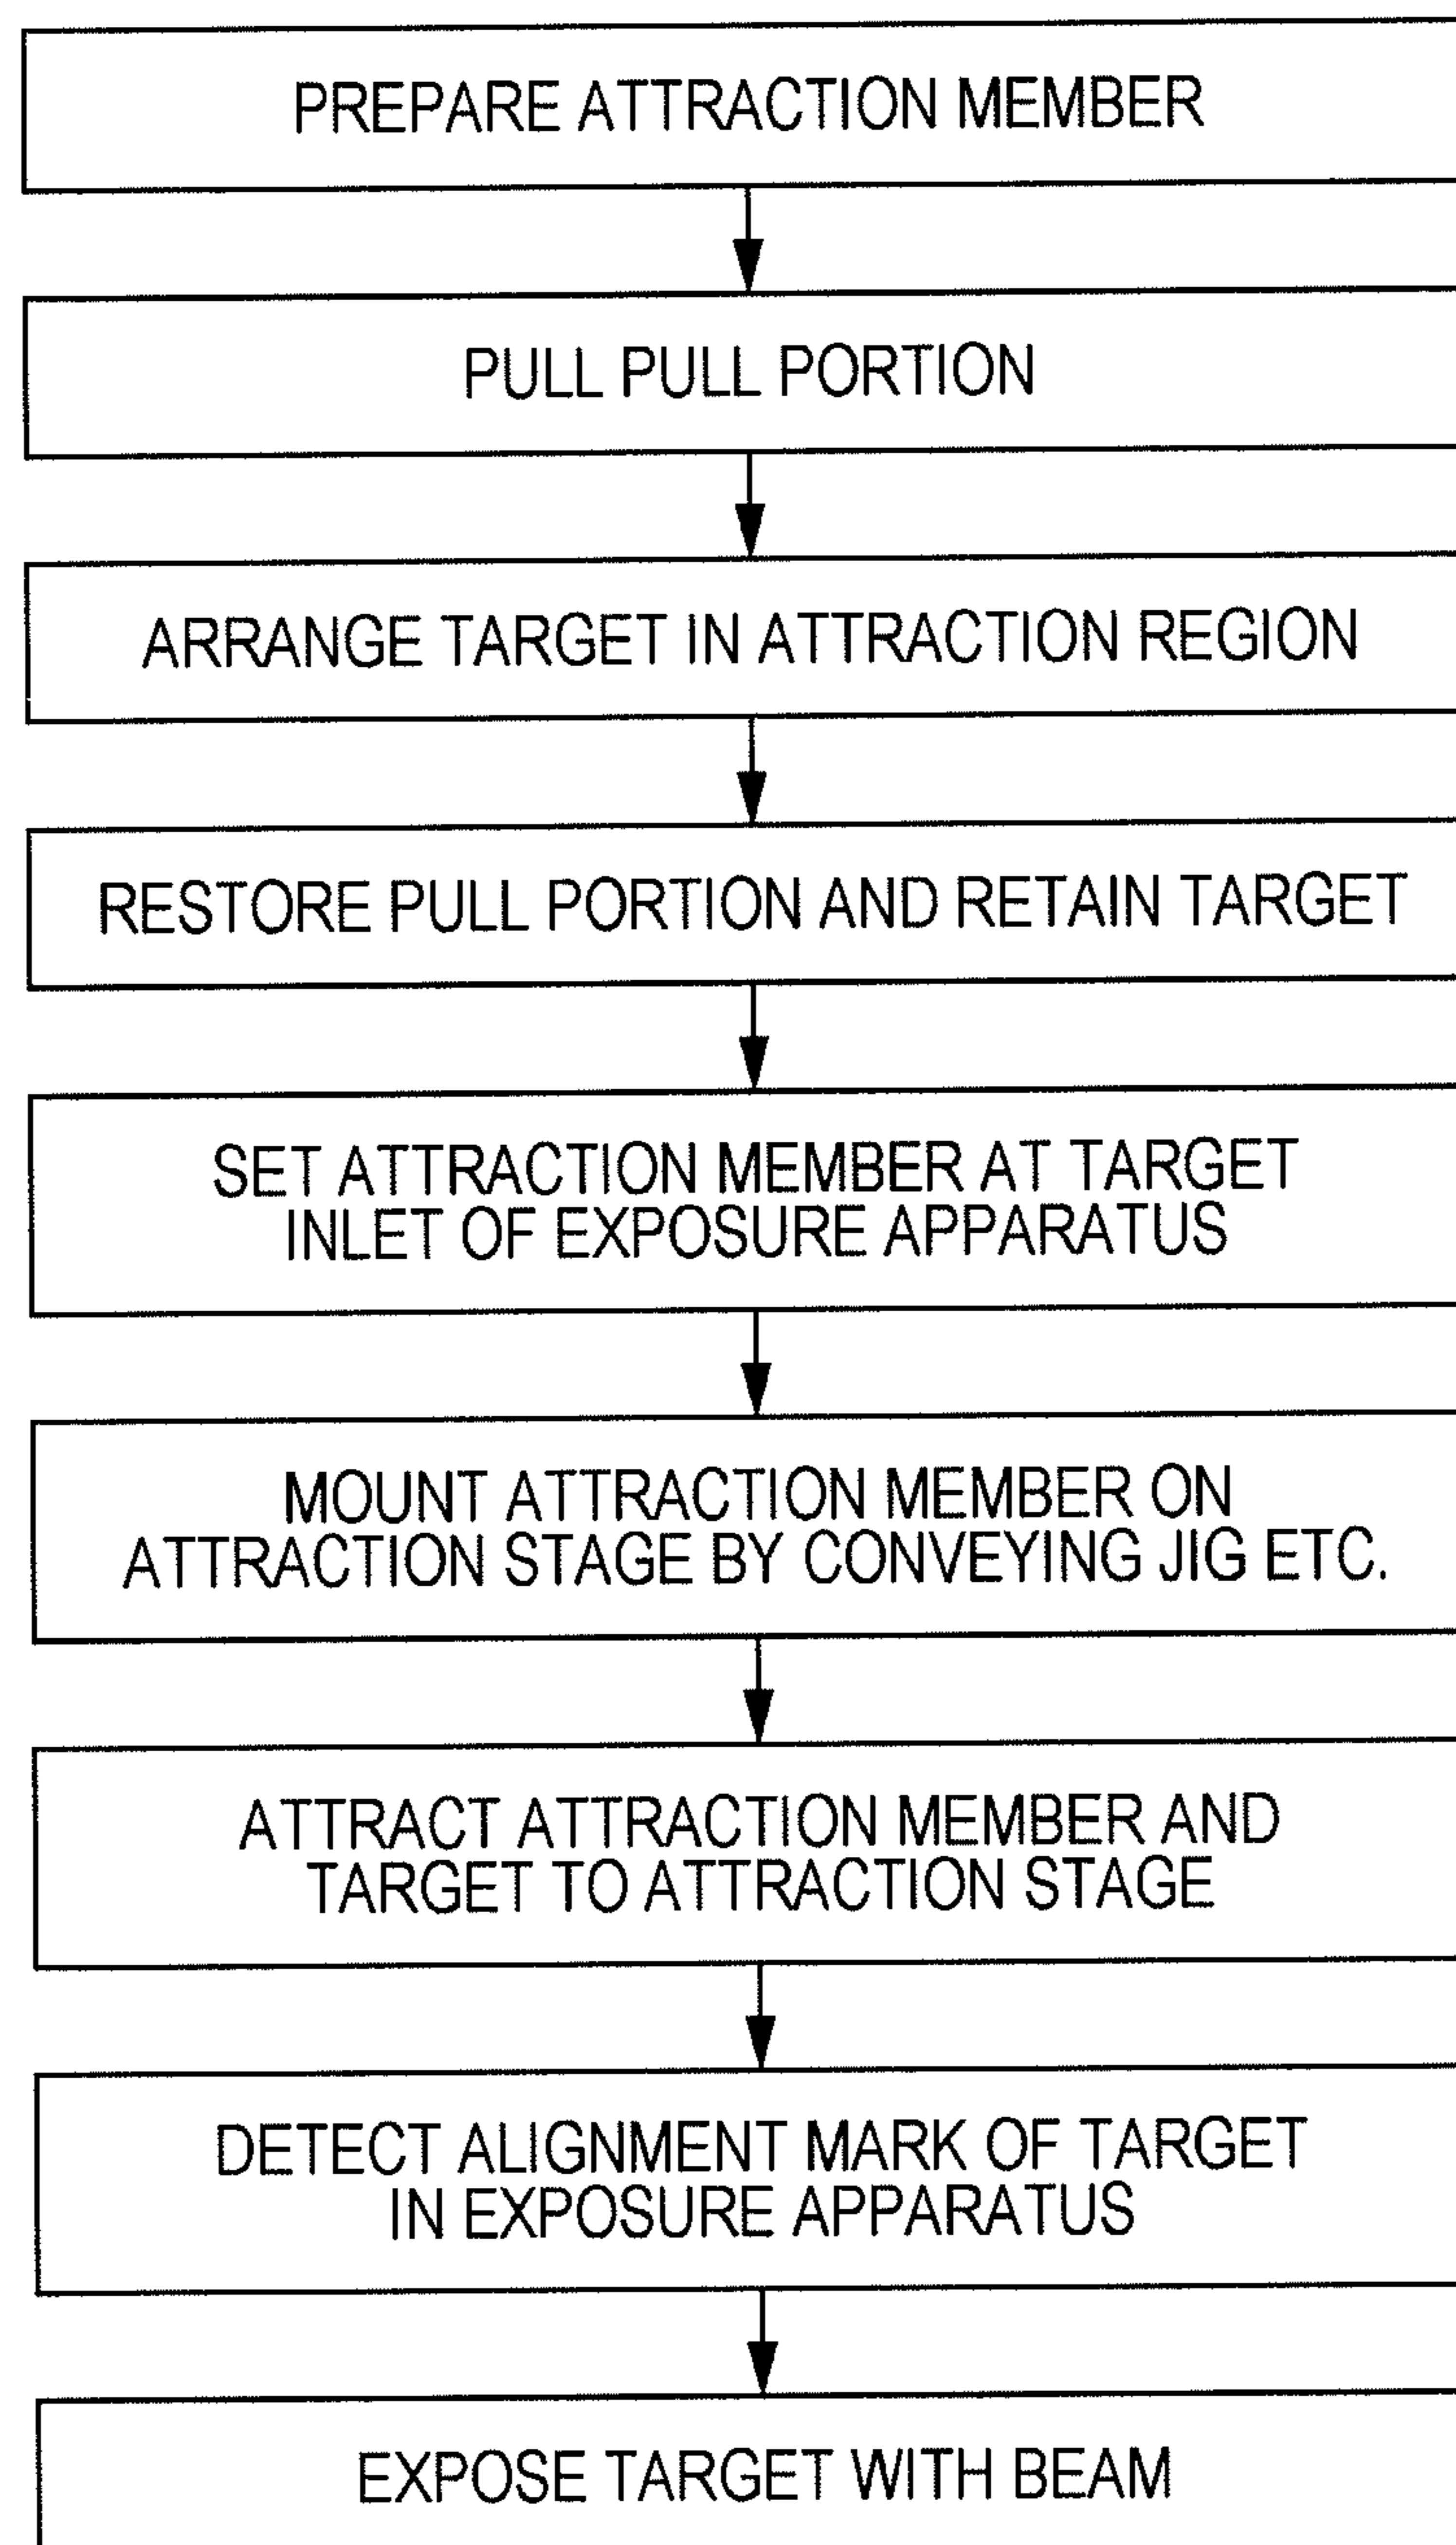 PREPARE ATTRACTION MEMBER
PULL PULL PORTION
ARRANGE TARGET IN ATTRACTION REGION
RESTORE PULL PORTION AND RETAIN TARGET
SET ATTRACTION MEMBER AT TARGET
INLET OF EXPOSURE APPARATUS
MOUNT ATTRACTION MEMBER ON
ATTRACTION STAGE BY CONVEYING JIG ETC.
ATTRACT ATTRACTION MEMBER AND
TARGET TO ATTRACTION STAGE
DETECT ALIGNMENT MARK OF TARGET
IN EXPOSURE APPARATUS
EXPOSE TARGET WITH BEAM